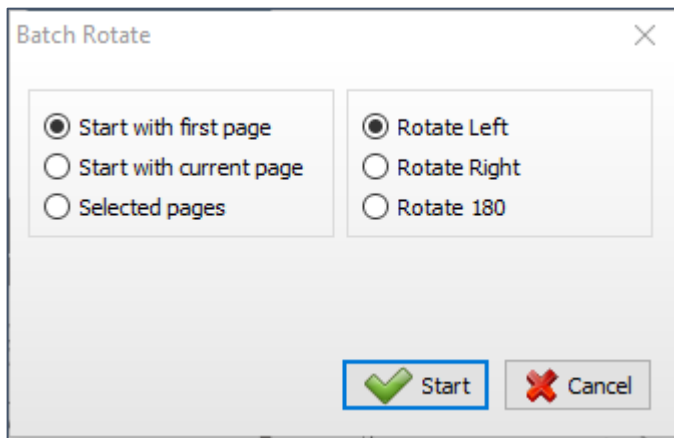 Batch Rotate
Start with first page
Start with current page
Selected pages
Rotate Left
Rotate Right
Rotate 180
Start
Cancel